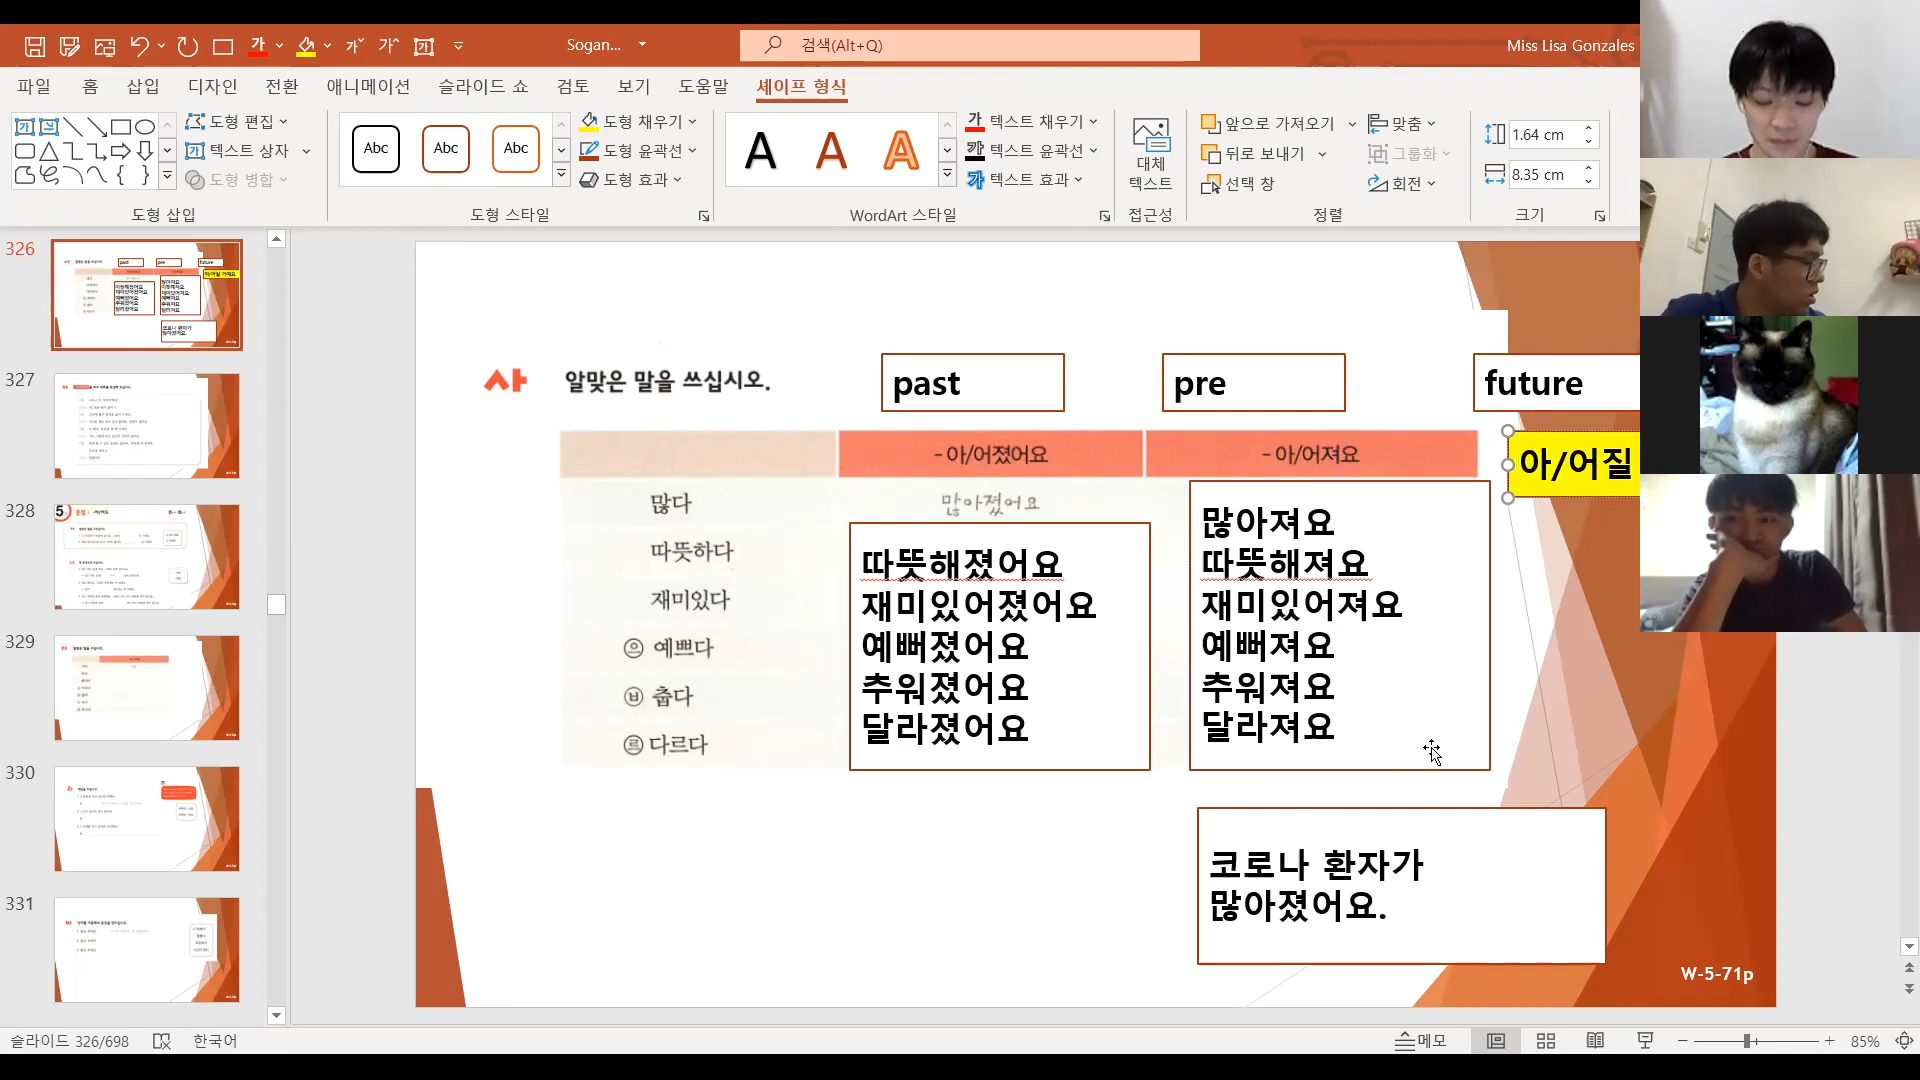 Sogan...
검색(Alt+Q)
Miss Lisa Gonzales
파일 홈 삽입 디자인 전환 애니메이션 슬라이드 쇼 검토 보기 도움말 셰이프 형식
도형 편집
텍스트 상자
도형 병합
도형 삽입
Abc Abc Abc
도형 채우기
도형 윤곽선
도형 효과
도형 스타일
A A A
텍스트 채우기
텍스트 윤곽선
텍스트 효과
WordArt 스타일
대체
텍스트
접근성
앞으로 가져오기
뒤로 보내기
선택 창
맞춤
그룹화
회전
정렬
1.64 cm
8.35 cm
크기
326
327
328
329
330
331
사 알맞은 말을 쓰십시오.
past pre future
- 아/어졌어요 - 아/어져요 아/어질
많다 많아졌어요
따뜻하다
재미있다
으 예쁘다
ㅂ 춥다
르 다르다
따뜻해졌어요
재미있어졌어요
예뻐졌어요
추워졌어요
달라졌어요
많아져요
따뜻해져요
재미있어져요
예뻐져요
추워져요
달라져요
코로나 환자가
많아졌어요.
W-5-71p
슬라이드 326/698 한국어
메모
85%